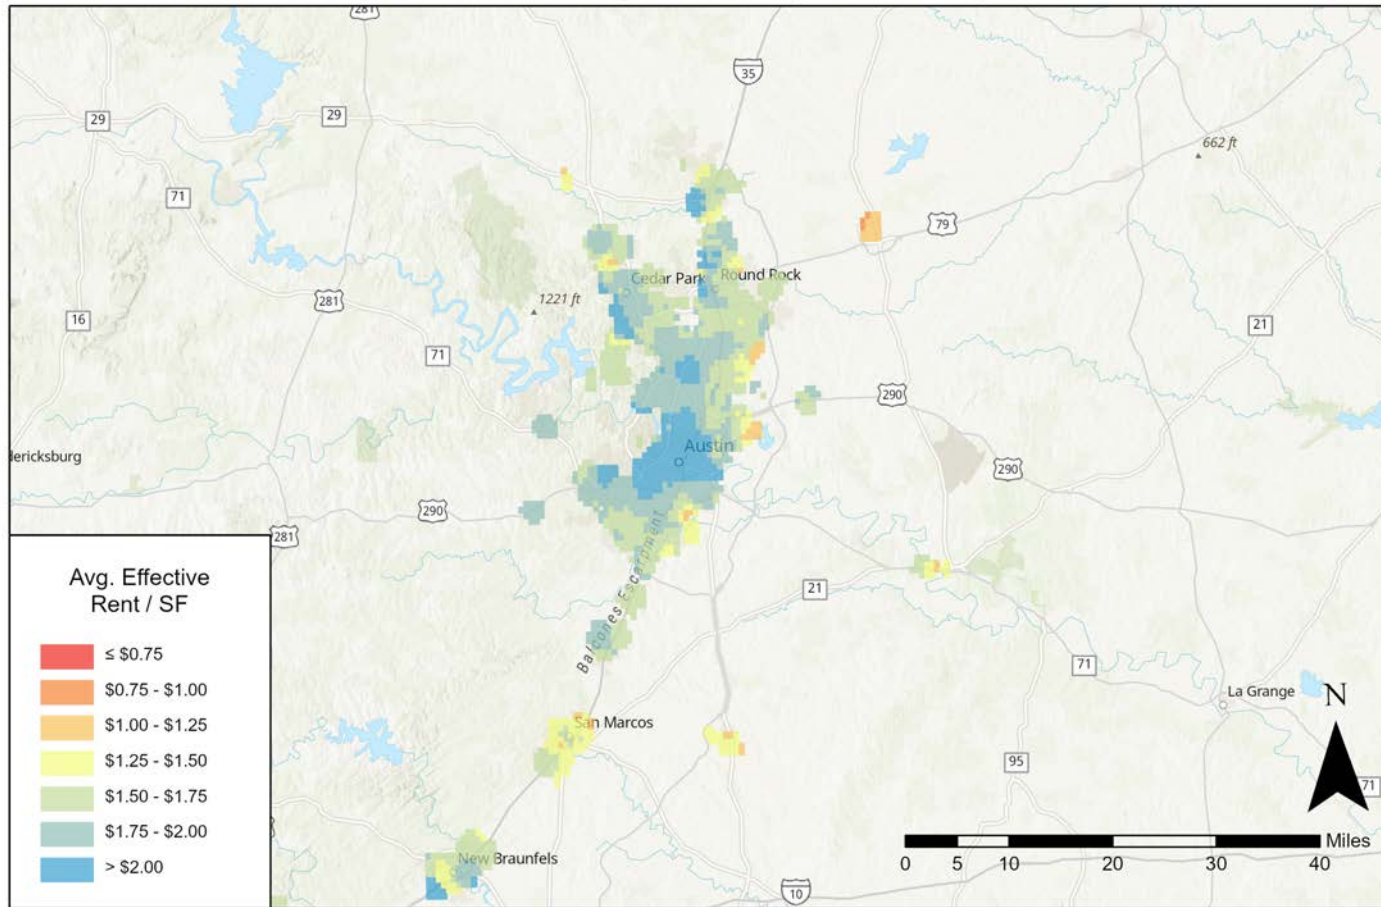 281
35
29
29
662 ft
71
79
Cedar Park
Round Rock
281
1221 ft
16
21
71
290
Austin
dericksburg
290
290
281
Balcones Escarpment
Avg. Effective
Rent / SF
≤ $0.75
$0.75 - $1.00
$1.00 - $1.25
$1.25 - $1.50
$1.50 - $1.75
$1.75 - $2.00
> $2.00
21
71
La Grange
N
San Marcos
95
71
Miles
0 5 10 20 30 40
New Braunfels
10